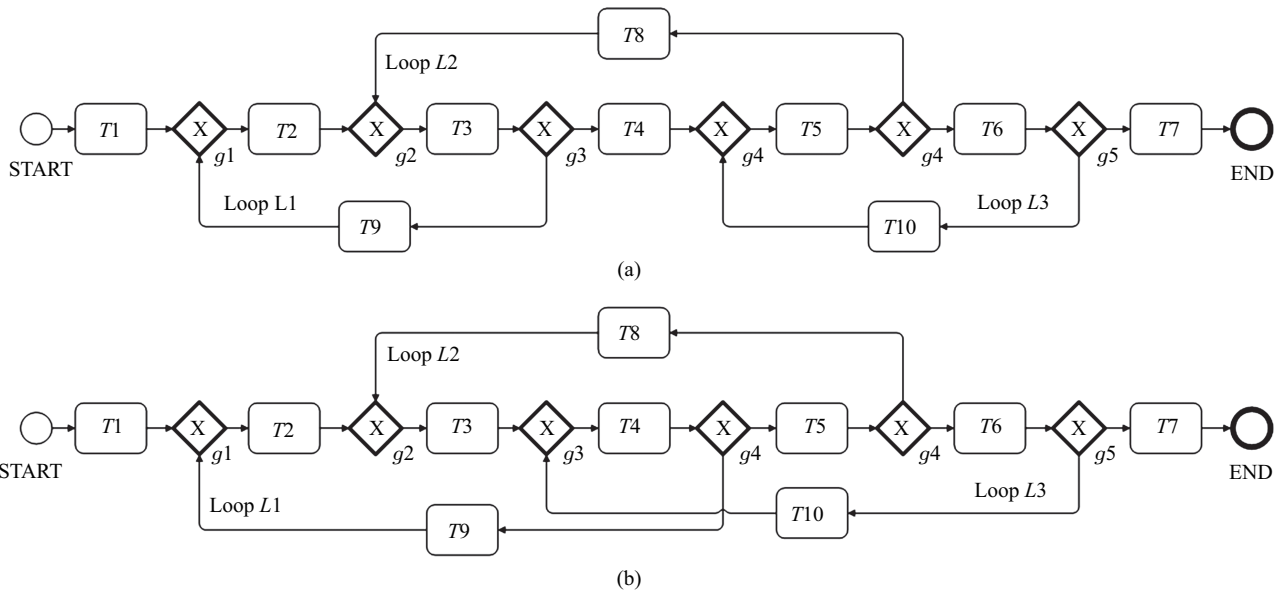 T8
Loop L2
T1 X T2 X T3 X T4 X T5 X T6 X T7
g1 g2 g3 g4 g4 g5
START END
Loop L1 T9 T10 Loop L3
(a)
T8
Loop L2
T1 X T2 X T3 X T4 X T5 X T6 X T7
g1 g2 g3 g4 g4 g5
START END
Loop L1 T9 T10 Loop L3
(b)